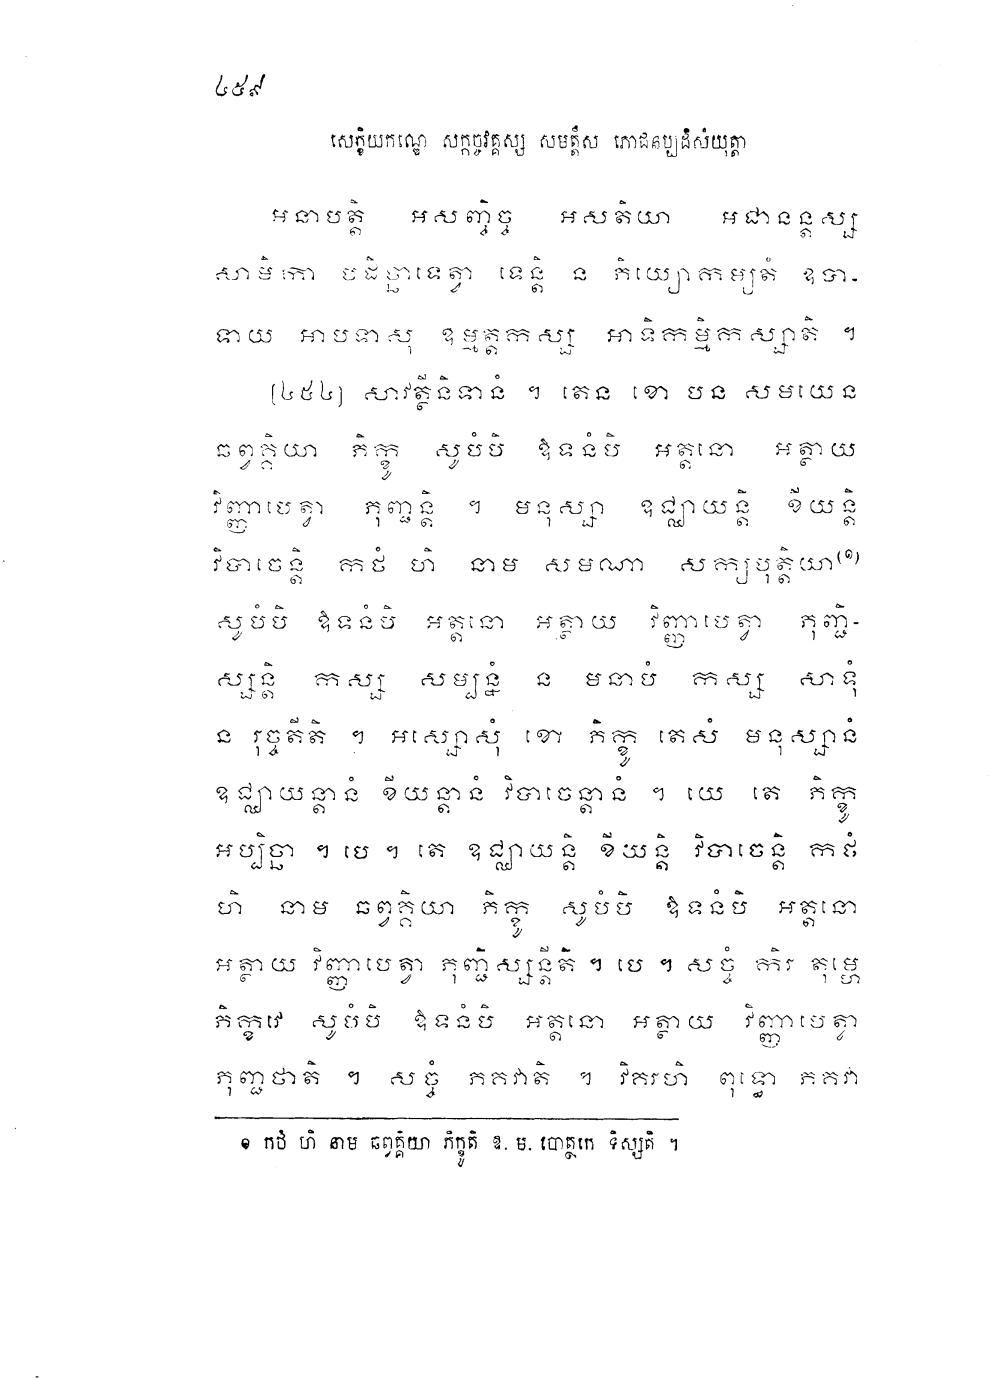 ៤៥៩
សេក្ខិយកណ្ឌេ សក្កច្ចវគ្គស្ស សមត្តឹស ភោជនប្បដិសំយុត្តា
អនាបត្តិ អសញ្ចិច្ច អសតិយា អជានន្តស្ស
សាមិកោ បដិច្ឆាទេត្វា ទេន្តិ ន ភិយ្យោកម្យតំ ឧបា-
ទាយ អាបទាសុ ឧម្មត្តកស្ស អាទិកម្មិកស្សាតិ ។
[៤៥៤] សាវត្ថីនិទានំ ។ តេន ខោ បន សមយេន
ឆព្វគ្គិយា ភិក្ខូ សូបំបិ ឱទនំបិ អត្តនោ អត្ថាយ
វិញ្ញាបេត្វា ភុញ្ជន្តិ ។ មនុស្សា ឧជ្ឈាយន្តិ ខីយន្តិ
វិបាចេន្តិ កថំ ហិ នាម សមណា សក្យបុត្តិយា(១)
សូបំបិ ឱទនំបិ អត្តនោ អត្ថាយ វិញ្ញាបេត្វា ភុញ្ជិ-
ស្សន្តិ កស្ស សម្បន្នំ ន មនាបំ កស្ស សាទុំ
ន រុច្ចតីតិ ។ អស្សោសុំ ខោ ភិក្ខូ តេសំ មនុស្សានំ
ឧជ្ឈាយន្តានំ ខីយន្តានំ វិបាចេន្តានំ ។ យេ តេ ភិក្ខូ
អប្បិច្ឆា ។ បេ ។ តេ ឧជ្ឈាយន្តិ ខីយន្តិ វិបាចេន្តិ កថំ
ហិ នាម ឆព្វគ្គិយា ភិក្ខូ សូបំបិ ឱទនំបិ អត្តនោ
អត្ថាយ វិញ្ញាបេត្វា ភុញ្ជិស្សន្តីតិ ។ បេ ។ សច្ចំ កិរ តុម្ហេ
ភិក្ខវេ សូបំបិ ឱទនំបិ អត្តនោ អត្ថាយ វិញ្ញាបេត្វា
ភុញ្ជថាតិ ។ សច្ចំ ភគវាតិ ។ វិគរហិ ពុទ្ធោ ភគវា
១ កថំ ហិ នាម ឆព្វគ្គិយា ភិក្ខូតិ ឱ. ម. បោត្ថកេ ទិស្សតិ ។